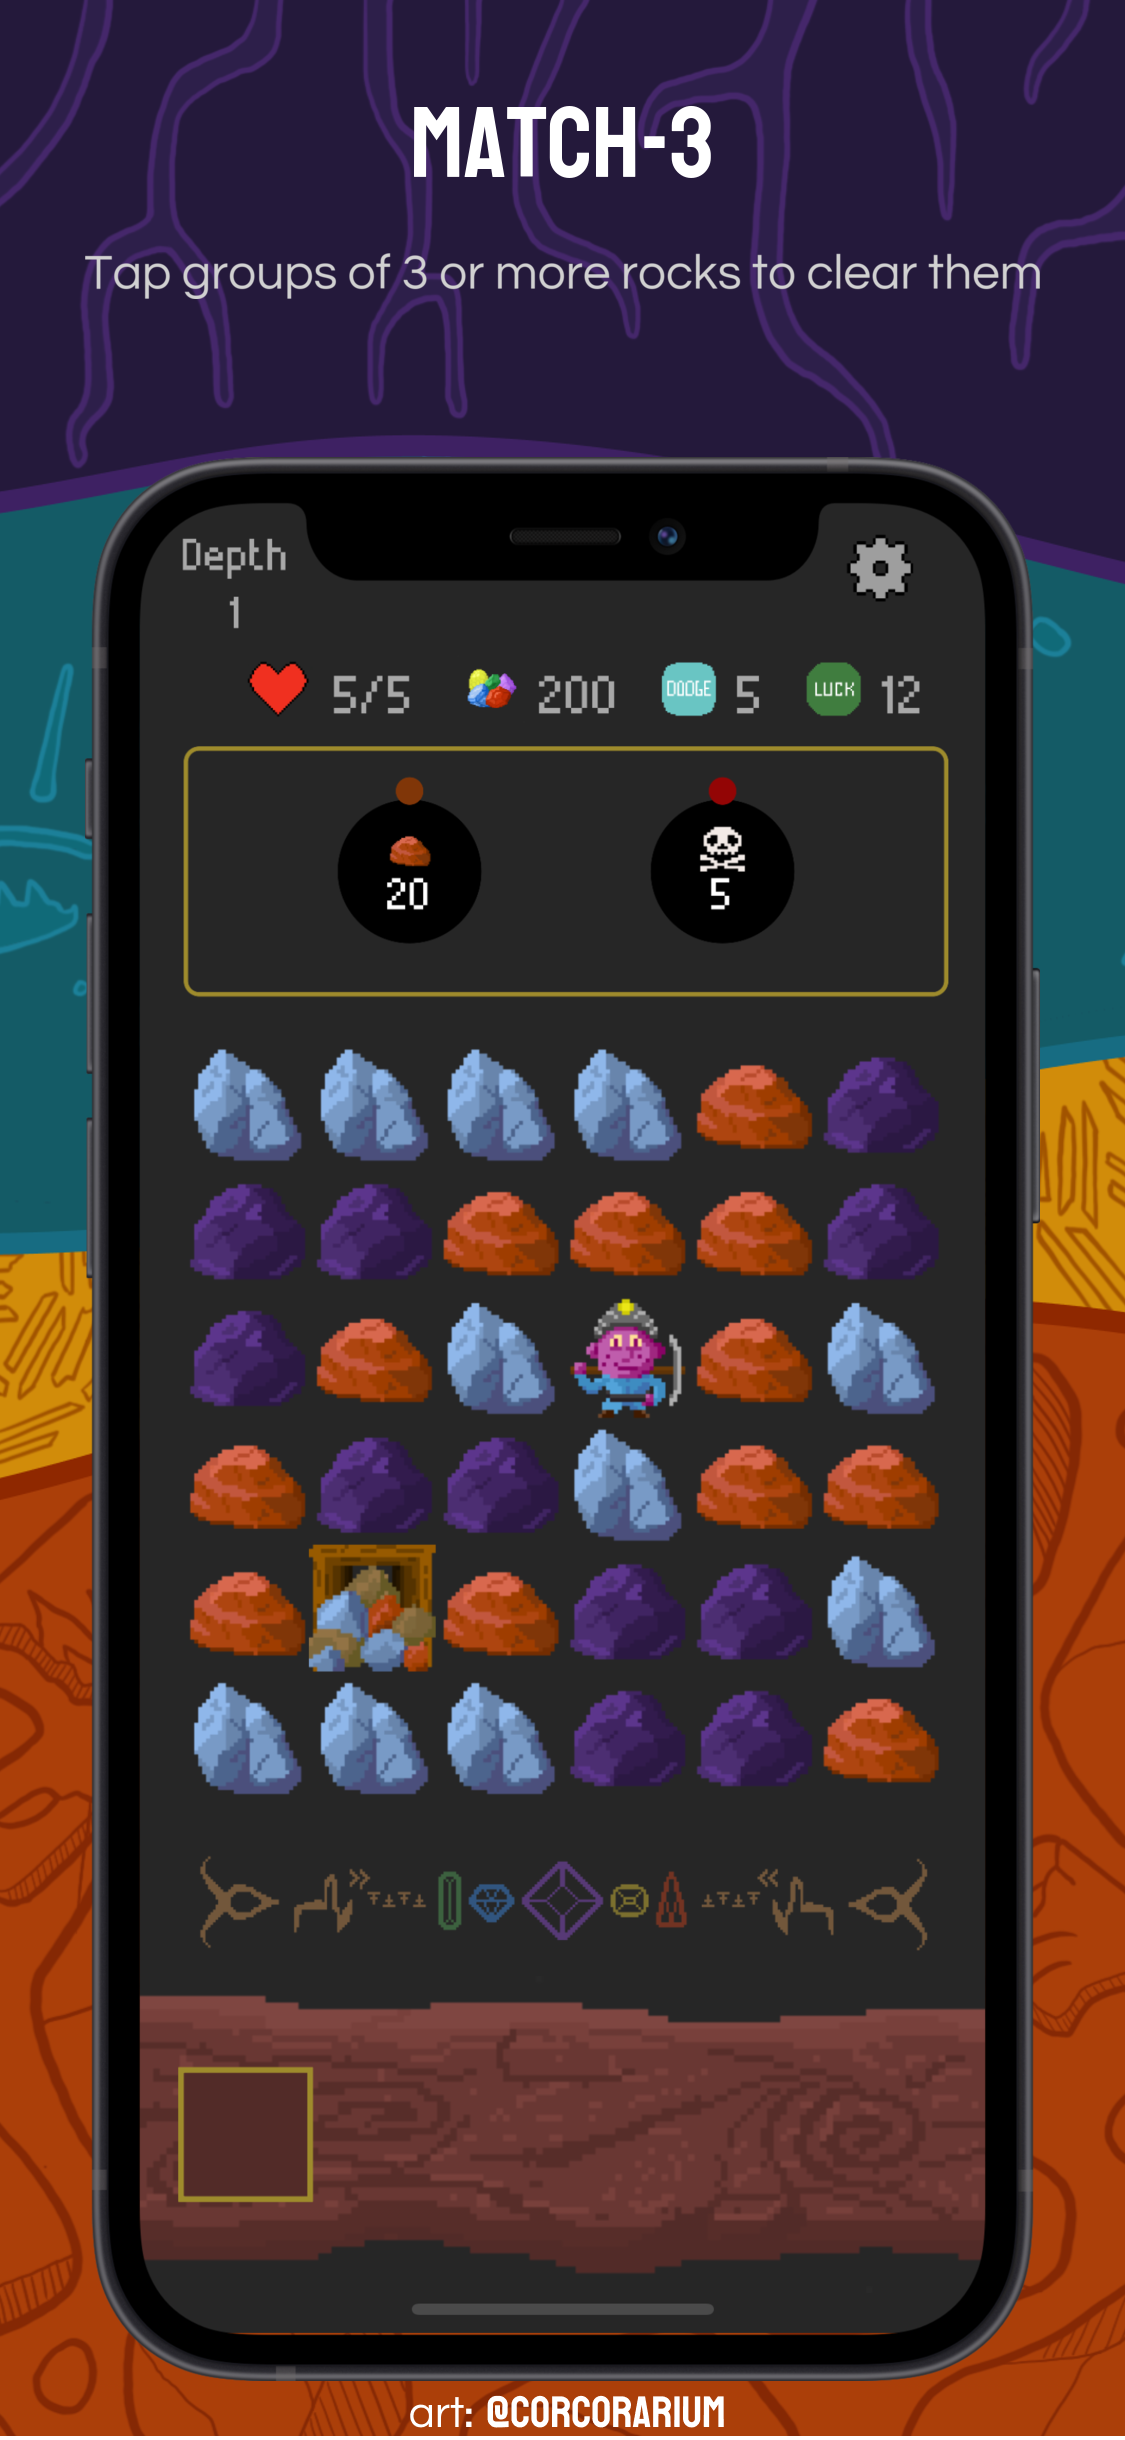 MATCH-3
Tap groups of 3 or more rocks to clear them
Depth
1
5/5 200 DODGE 5 LUCK 12
20 5
art: @CORCORARIUM